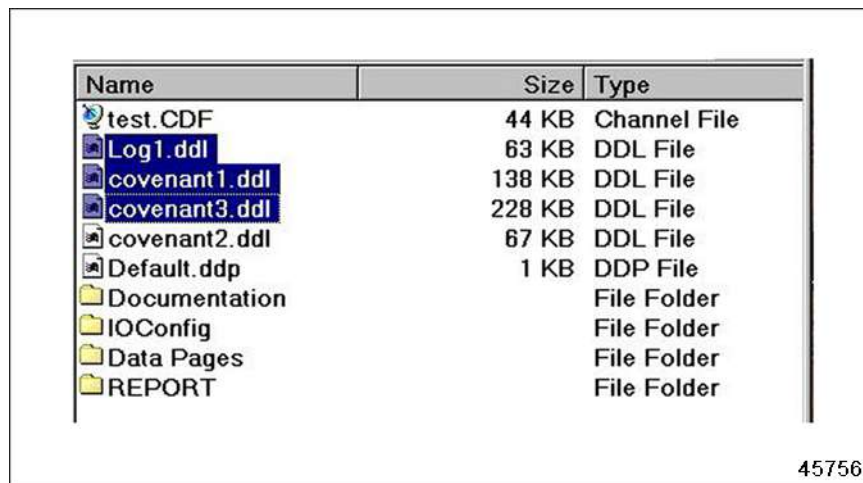 Name Size Type
test.CDF 44 KB Channel File
Log1.ddl 63 KB DDL File
covenant1.ddl 138 KB DDL File
covenant3.ddl 228 KB DDL File
covenant2.ddl 67 KB DDL File
Default.ddp 1 KB DDP File
Documentation File Folder
IOConfig File Folder
Data Pages File Folder
REPORT File Folder
45756